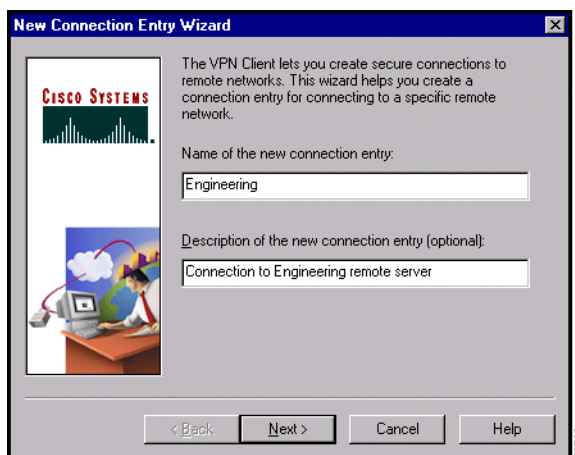 New Connection Entry Wizard
CISCO SYSTEMS
The VPN Client lets you create secure connections to
remote networks. This wizard helps you create a
connection entry for connecting to a specific remote
network.
Name of the new connection entry:
Engineering
Description of the new connection entry (optional):
Connection to Engineering remote server
< Back
Next >
Cancel
Help